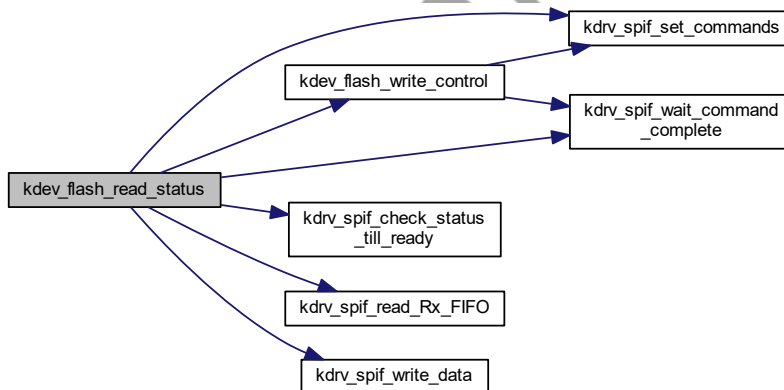 kdrv_spif_set_commands
kdev_flash_write_control
kdrv_spif_wait_command
_complete
kdev_flash_read_status
kdrv_spif_check_status
_till_ready
kdrv_spif_read_Rx_FIFO
kdrv_spif_write_data